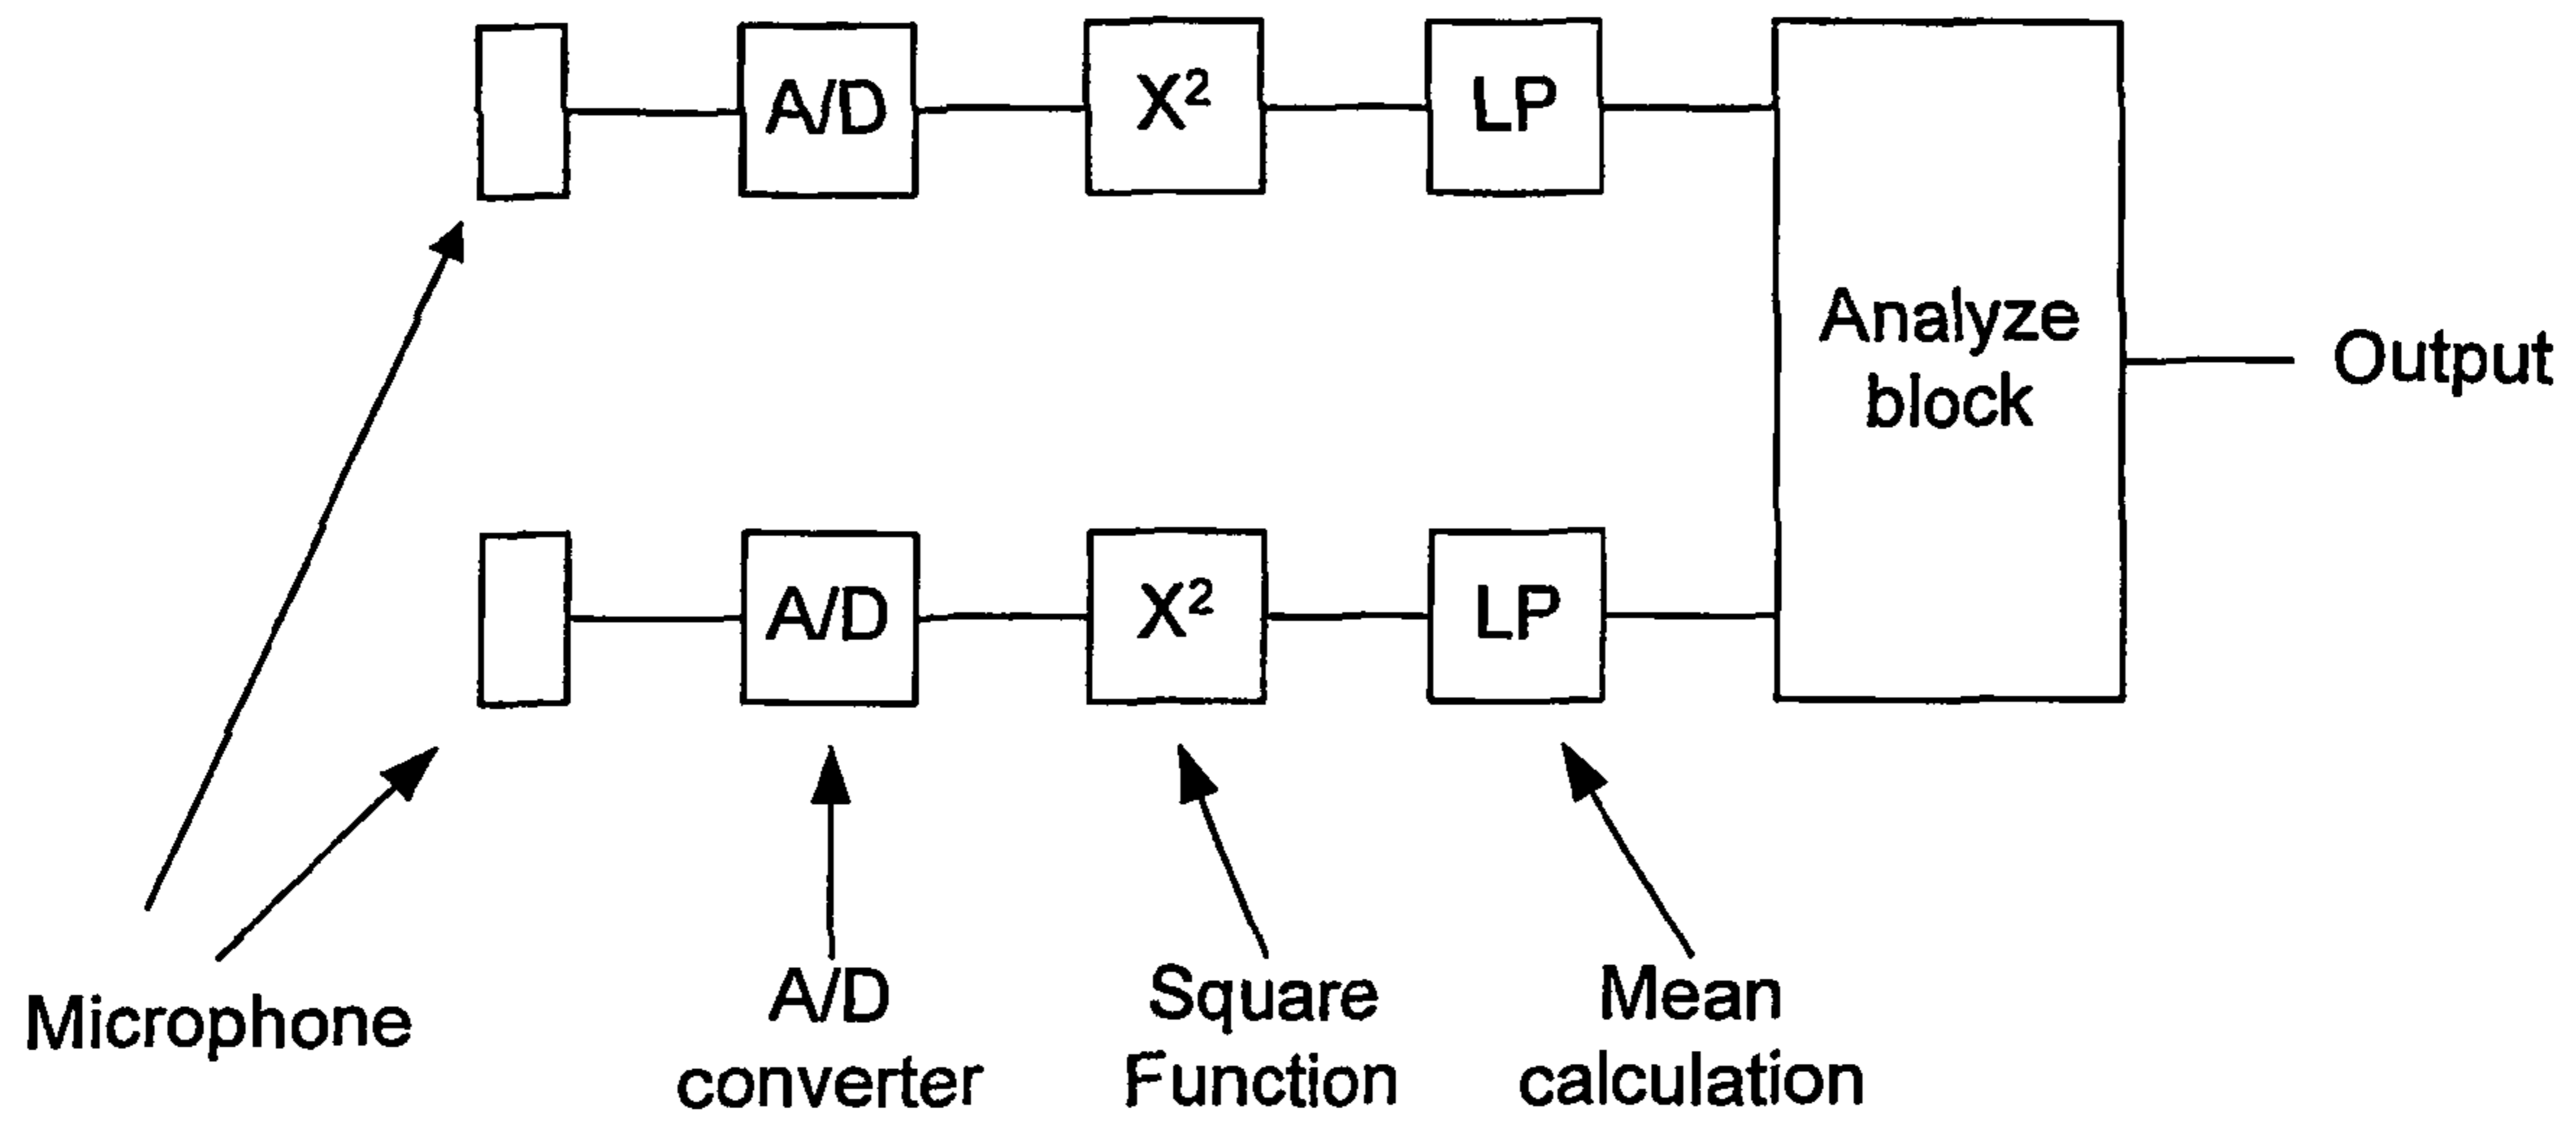 A/D
X²
LP
Analyze
block
Output
A/D
X²
LP
Microphone
A/D
converter
Square
Function
Mean
calculation